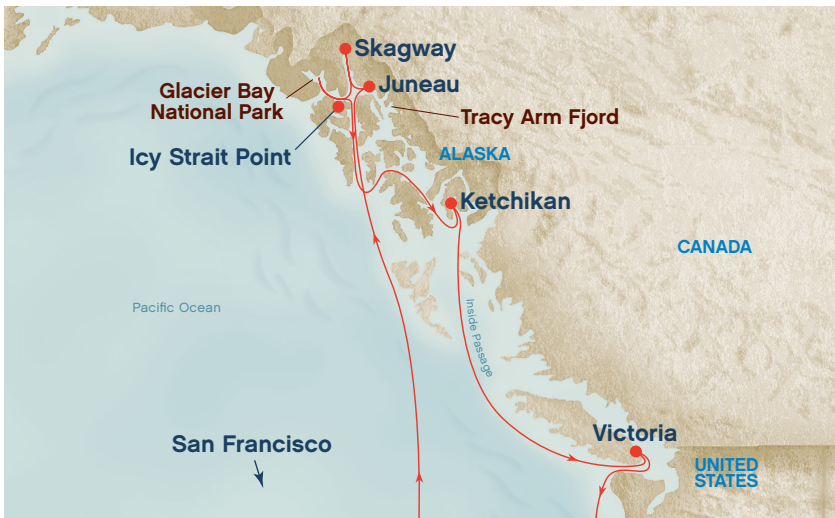 Skagway
Juneau
Glacier Bay
National Park
Tracy Arm Fjord
Icy Strait Point
ALASKA
Ketchikan
CANADA
Pacific Ocean
Inside Passage
Victoria
San Francisco
UNITED
STATES